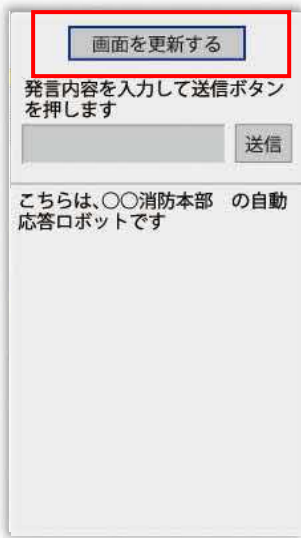 画面を更新する
発言内容を入力して送信ボタン
を押します
送信
こちらは、〇〇消防本部　の自動
応答ロボットです